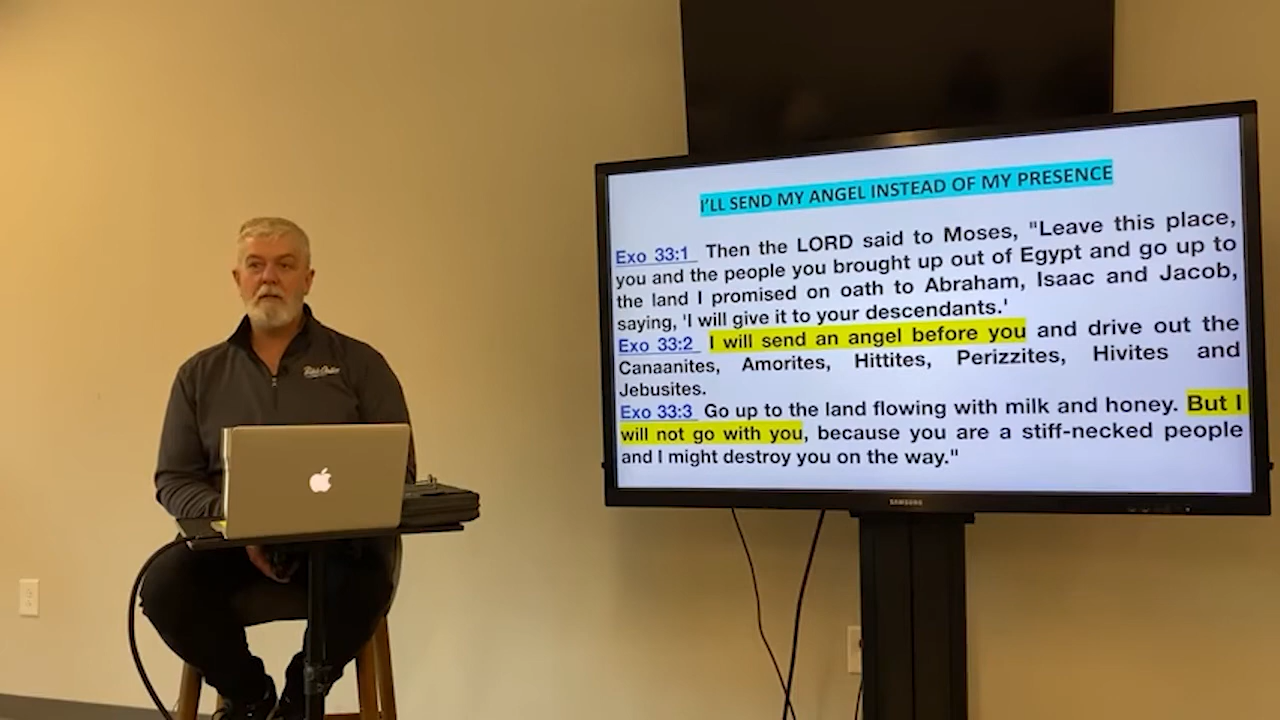 I'LL SEND MY ANGEL INSTEAD OF MY PRESENCE
Exo 33:1 Then the LORD said to Moses, "Leave this place,
you and the people you brought up out of Egypt and go up to
the land I promised on oath to Abraham, Isaac and Jacob,
saying, 'I will give it to your descendants.'
Exo 33:2 I will send an angel before you and drive out the
Canaanites, Amorites, Hittites, Perizzites, Hivites and
Jebusites.
Exo 33:3 Go up to the land flowing with milk and honey. But I
will not go with you, because you are a stiff-necked people
and I might destroy you on the way."
SAMSUNG